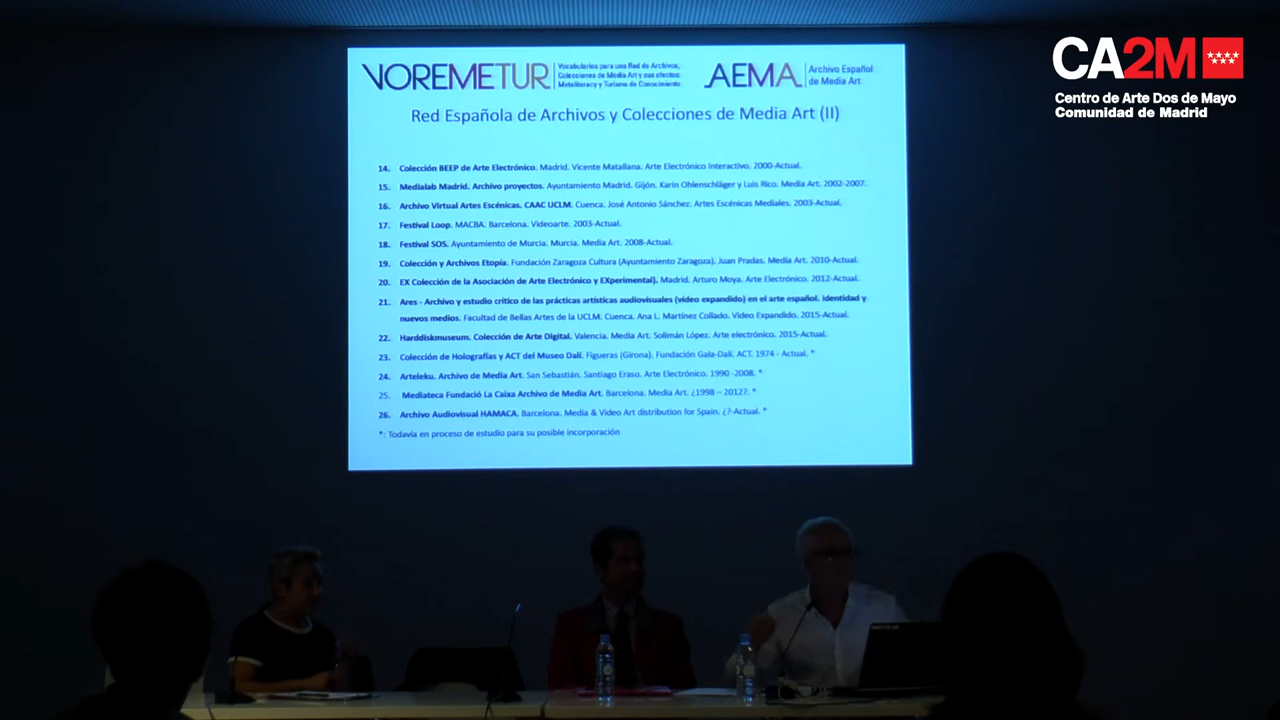 VOREMETUR
Vocabularios para una Red de Archivos,
Colecciones de Media Art y sus efectos:
Metaliteracy y Turismo de Conocimiento
AEMA
Archivo Español
de Media Art
CA2M
Centro de Arte Dos de Mayo
Comunidad de Madrid
Red Española de Archivos y Colecciones de Media Art (II)
14. Colección BEEP de Arte Electrónico. Madrid. Vicente Matallana. Arte Electrónico Interactivo. 2000-Actual.
15. Medialab Madrid. Archivo proyectos. Ayuntamiento Madrid. Gijón. Karin Ohlenschläger y Luis Rico. Media Art. 2002-2007.
16. Archivo Virtual Artes Escénicas. CAAC UCLM. Cuenca. José Antonio Sánchez. Artes Escénicas Mediales. 2003-Actual.
17. Festival Loop. MACBA. Barcelona. Videoarte. 2003-Actual.
18. Festival SOS. Ayuntamiento de Murcia. Murcia. Media Art. 2008-Actual.
19. Colección y Archivos Etopía. Fundación Zaragoza Cultura (Ayuntamiento Zaragoza). Juan Pradas. Media Art. 2010-Actual.
20. EX Colección de la Asociación de Arte Electrónico y EXperimental). Madrid. Arturo Moya. Arte Electrónico. 2012-Actual.
21. Ares - Archivo y estudio crítico de las prácticas artísticas audiovisuales (vídeo expandido) en el arte español. Identidad y
nuevos medios. Facultad de Bellas Artes de la UCLM. Cuenca. Ana L. Martínez Collado. Video Expandido. 2015-Actual.
22. Harddiskmuseum. Colección de Arte Digital. Valencia. Media Art. Solimán López. Arte electrónico. 2015-Actual.
23. Colección de Holografías y ACT del Museo Dalí. Figueras (Girona). Fundación Gala-Dalí. ACT. 1974 - Actual. *
24. Arteleku. Archivo de Media Art. San Sebastián. Santiago Eraso. Arte Electrónico. 1990 -2008. *
25. Mediateca Fundació La Caixa Archivo de Media Art. Barcelona. Media Art. ¿1998 – 2012?. *
26. Archivo Audiovisual HAMACA. Barcelona. Media & Video Art distribution for Spain. ¿?-Actual. *
*: Todavía en proceso de estudio para su posible incorporación